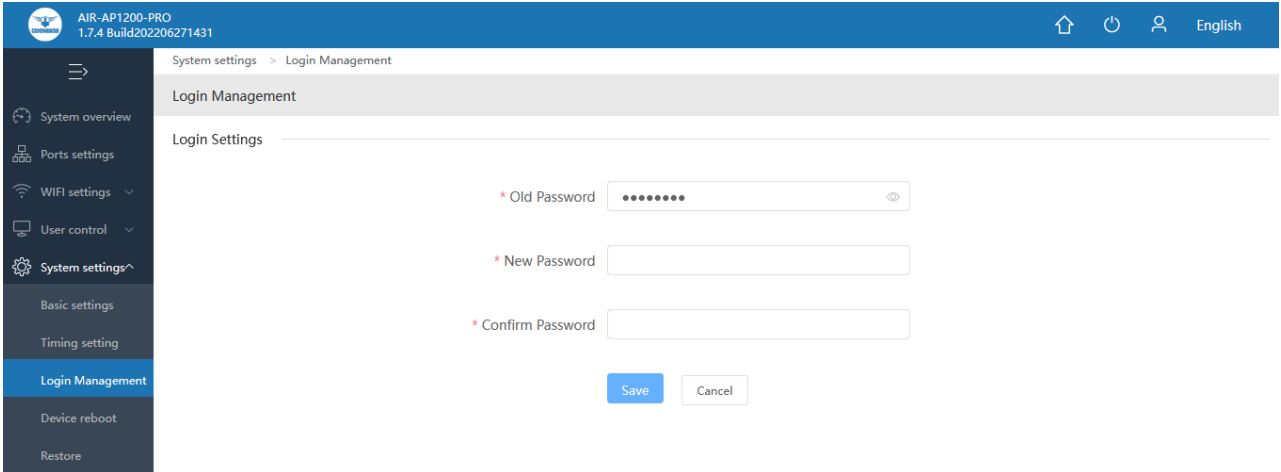 AIR-AP1200-PRO
1.7.4 Build202206271431
English
COMMANDO
System settings > Login Management
Login Management
Login Settings
System overview
Ports settings
WIFI settings
User control
System settings
Basic settings
Timing setting
Login Management
Device reboot
Restore
* Old Password ••••••••
* New Password
* Confirm Password
Save Cancel